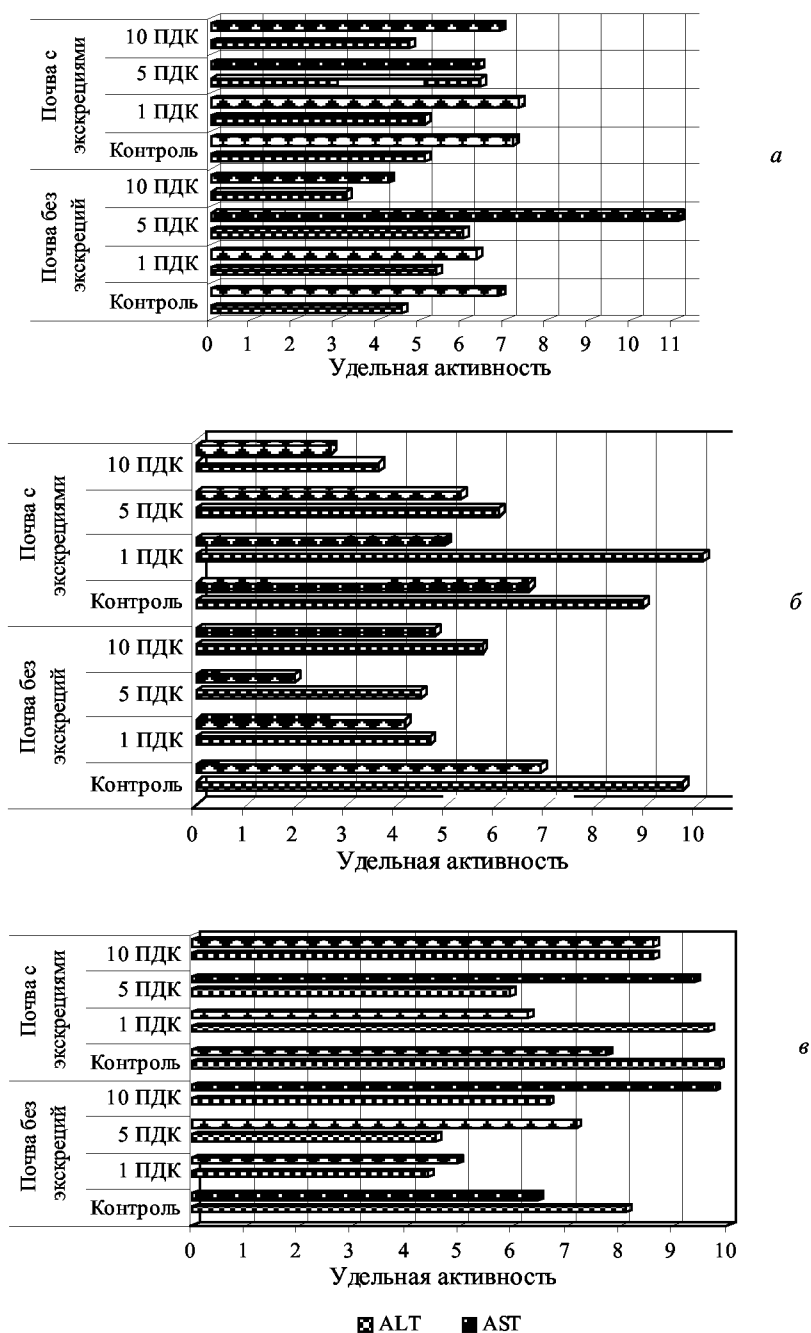 Почва с
экскрециями
10 ПДК
5 ПДК
1 ПДК
Контроль
Почва без
экскреций
10 ПДК
5 ПДК
1 ПДК
Контроль
0 1 2 3 4 5 6 7 8 9 10 11
Удельная активность
а
Почва с
экскрециями
10 ПДК
5 ПДК
1 ПДК
Контроль
Почва без
экскреций
10 ПДК
5 ПДК
1 ПДК
Контроль
0 1 2 3 4 5 6 7 8 9 10
Удельная активность
б
Почва с
экскрециями
10 ПДК
5 ПДК
1 ПДК
Контроль
Почва без
экскреций
10 ПДК
5 ПДК
1 ПДК
Контроль
0 1 2 3 4 5 6 7 8 9 10
Удельная активность
в
ALT AST